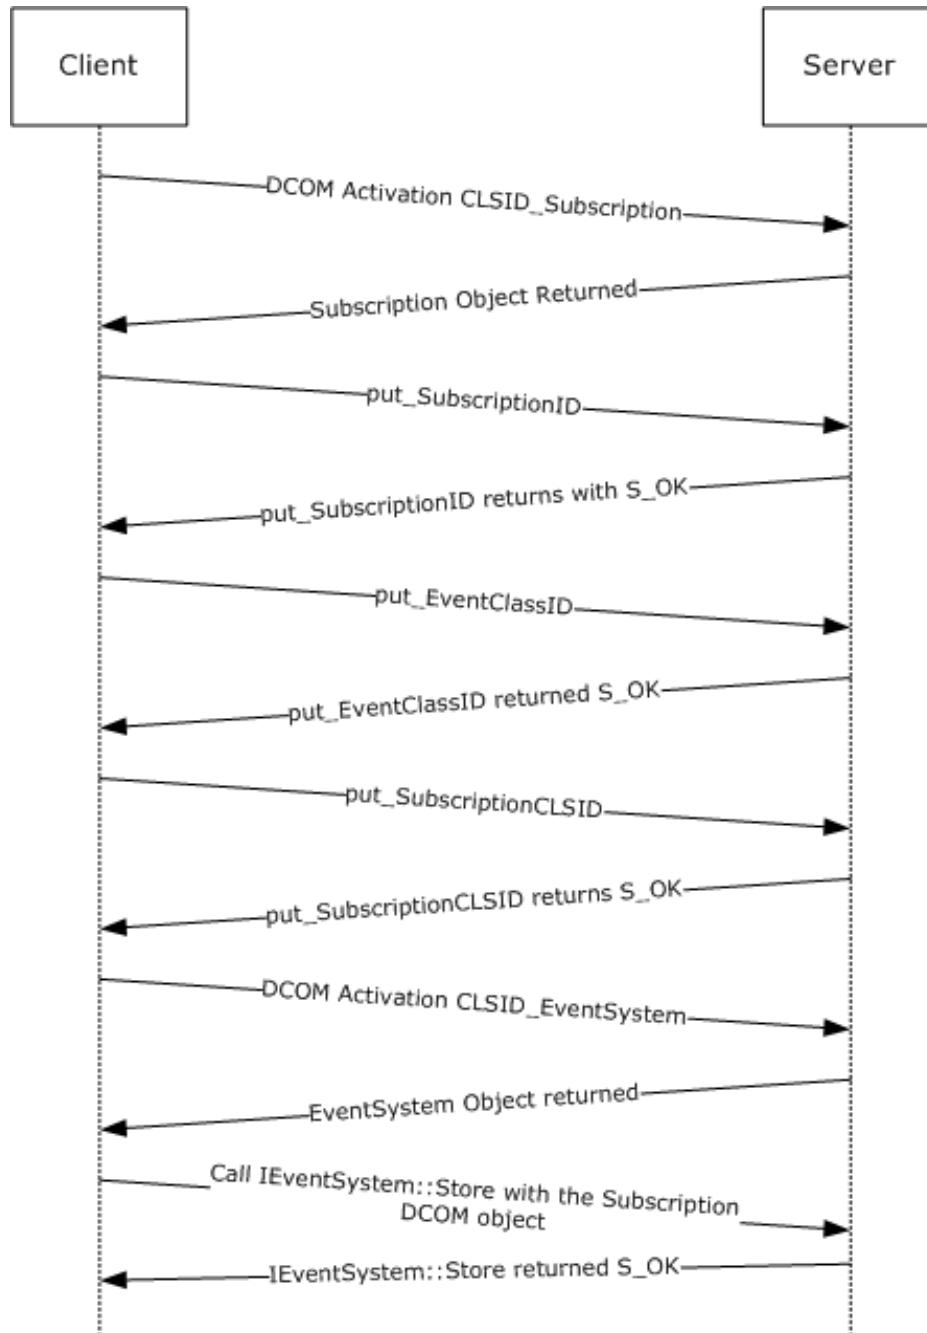 Client
Server
DCOM Activation CLSID_Subscription
Subscription Object Returned
put_SubscriptionID
put_SubscriptionID returns with S_OK
put_EventClassID
put_EventClassID returned S_OK
put_SubscriptionCLSID
put_SubscriptionCLSID returns S_OK
DCOM Activation CLSID_EventSystem
EventSystem Object returned
Call IEventSystem::Store with the Subscription
DCOM object
IEventSystem::Store returned S_OK